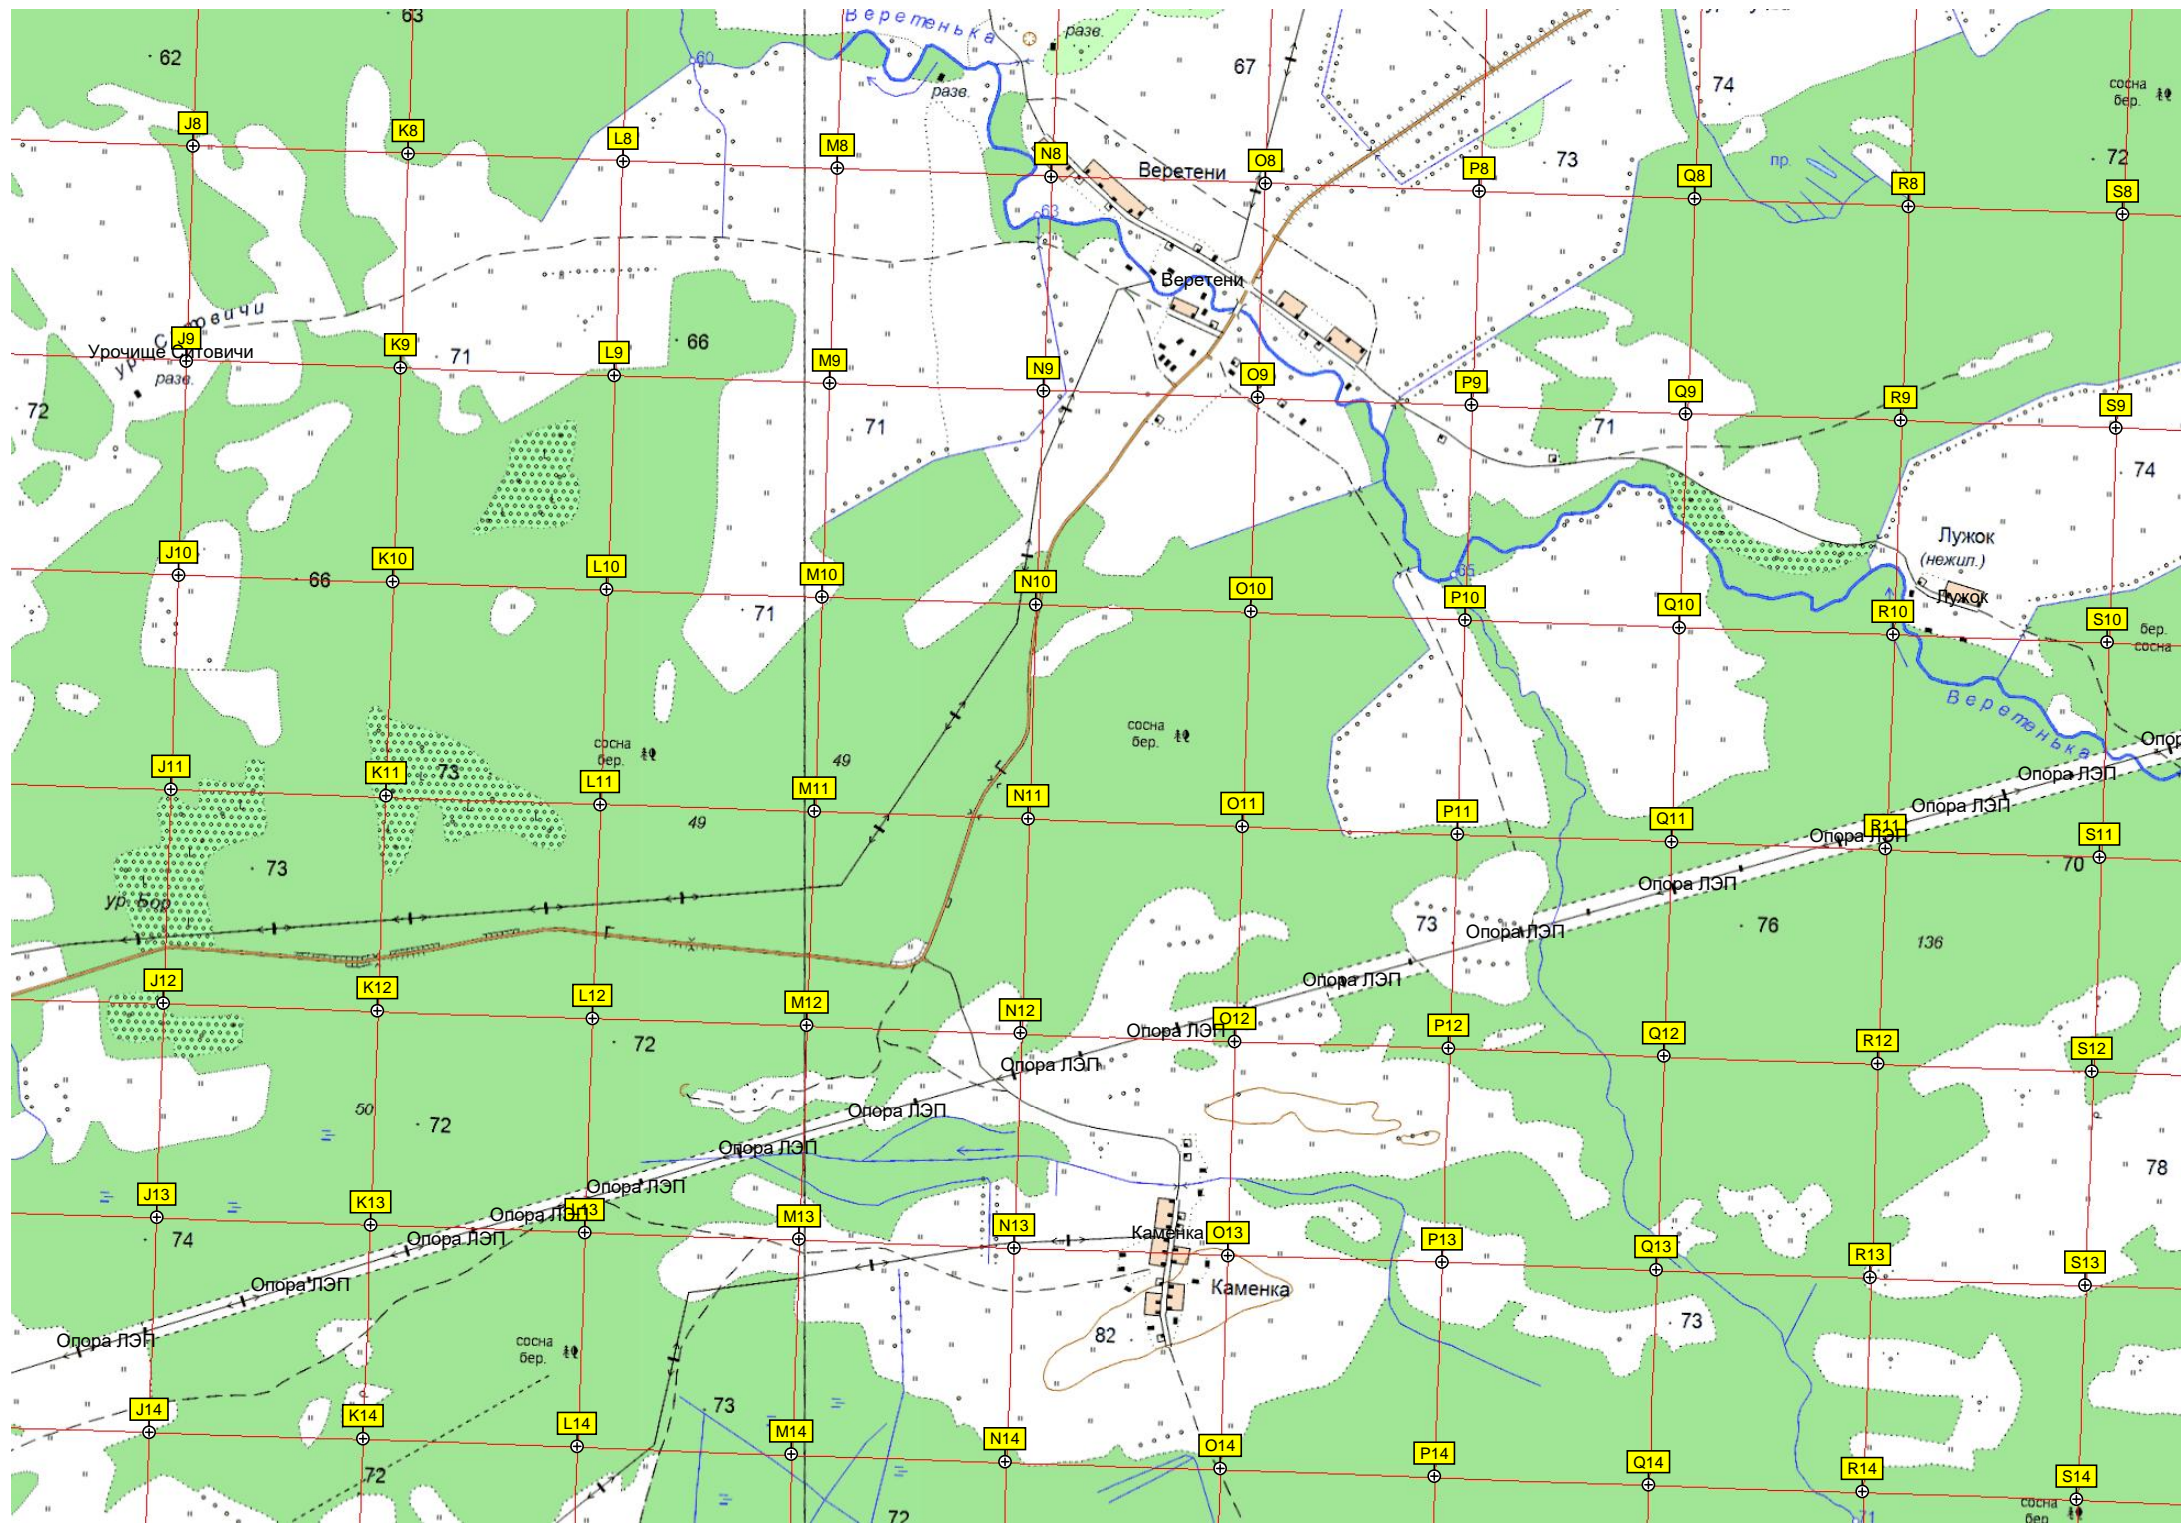 63
Веретенька
разв.
62
60
67
74
сосна
бер.
разв.
J8
K8
L8
M8
N8
Веретени
O8
P8
73
Q8
пр.
R8
72
S8
63
Веретени
J9
Урочище Ситовичи
разв.
K9
71
L9
66
M9
N9
O9
P9
Q9
R9
S9
72
71
71
74
Лужок
(нежил.)
J10
66
K10
L10
M10
71
N10
O10
65
P10
Q10
R10
Лужок
S10
бер.
сосна
Веретенька
сосна
бер.
сосна
бер.
49
Опор
Опора ЛЭП
J11
K11
73
L11
49
M11
N11
O11
P11
Q11
Опора ЛЭП
R11
Опора ЛЭП
S11
70
73
ур. Бор
Опора ЛЭП
73
Опора ЛЭП
76
136
J12
K12
L12
M12
N12
Опора ЛЭП
Опора ЛЭП
O12
P12
Q12
R12
S12
72
Опора ЛЭП
50
72
Опора ЛЭП
Опора ЛЭП
78
J13
K13
Опора ЛЭП
Опора ЛЭП
L13
M13
N13
Каменка
O13
P13
Q13
R13
S13
74
Опора ЛЭП
Опора ЛЭП
Каменка
Опора ЛЭП
82
73
сосна
бер.
J14
K14
L14
73
M14
N14
O14
P14
Q14
R14
S14
72
72
71
сосна
бер.